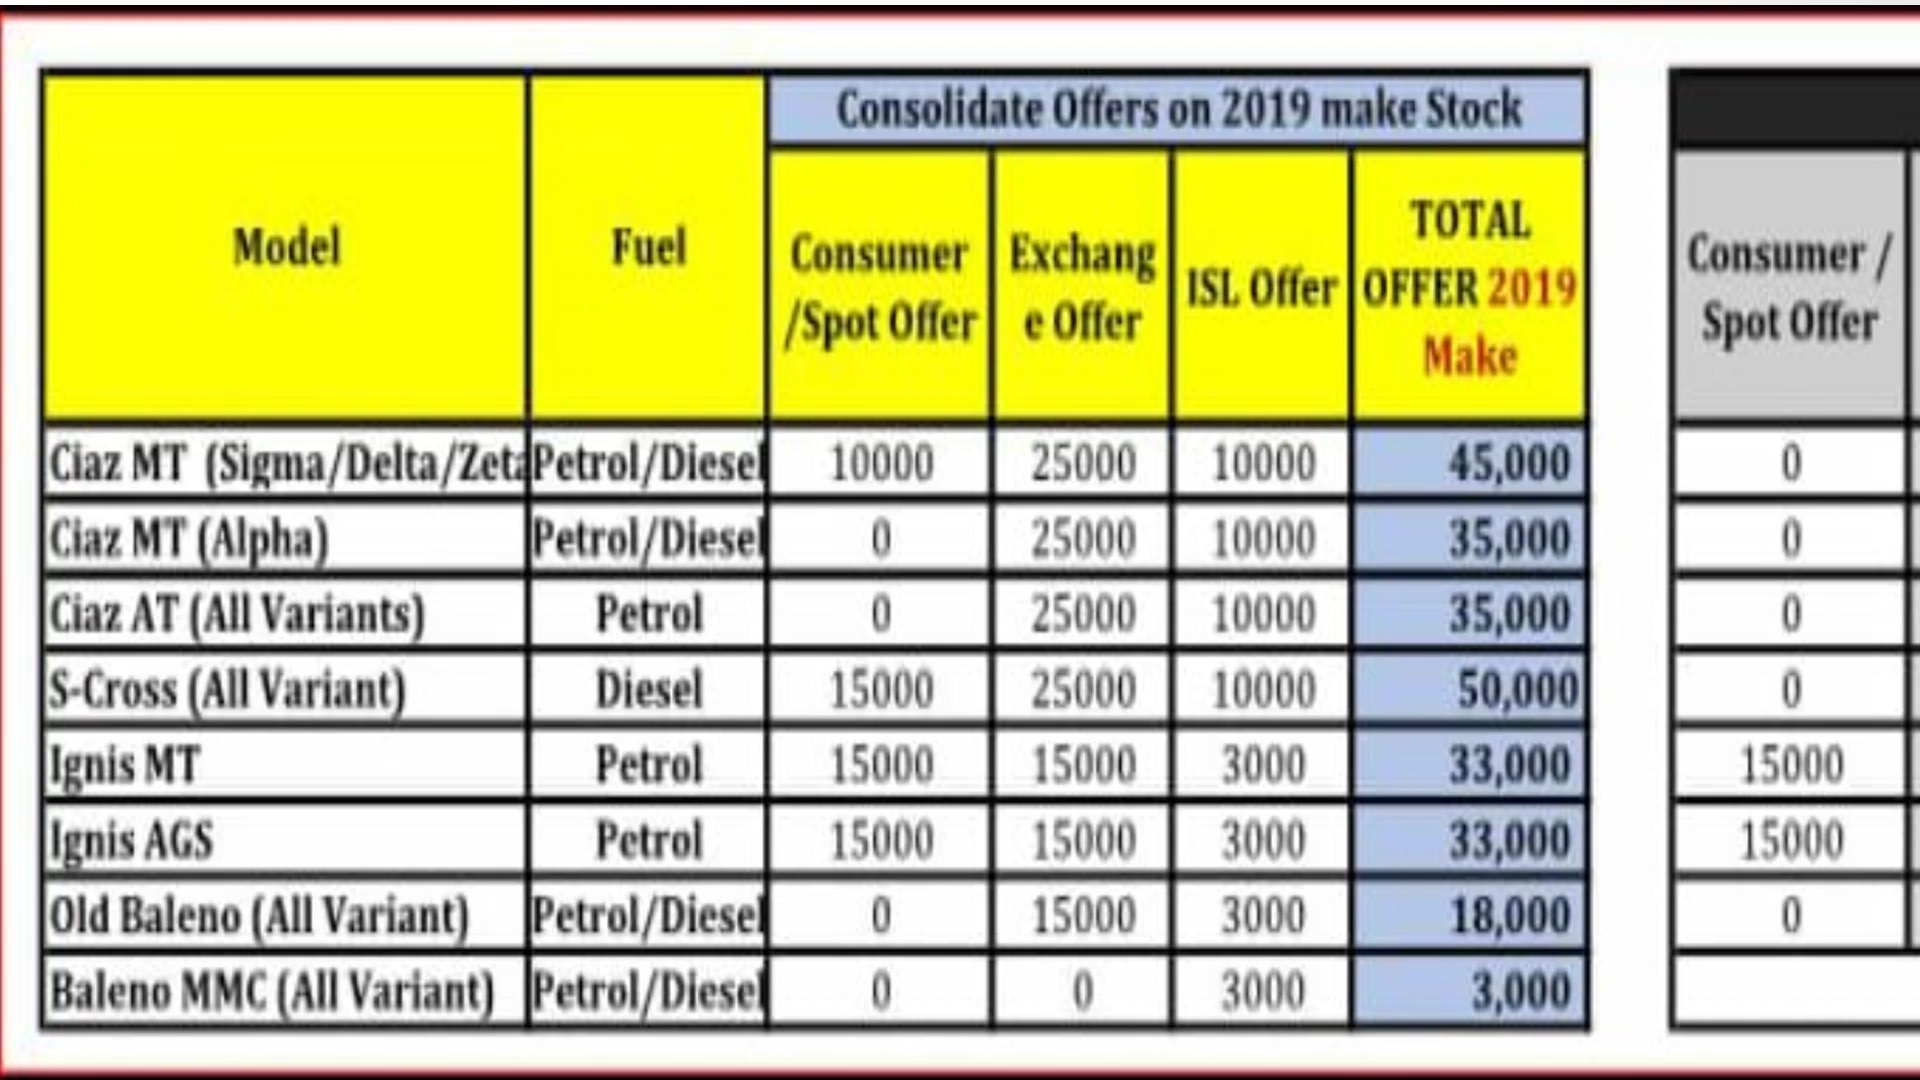 Consolidate Offers on 2019 make Stock
Model Fuel Consumer /Spot Offer Exchang e Offer ISL Offer TOTAL OFFER 2019 Make Consumer / Spot Offer
Ciaz MT (Sigma/Delta/Zeta Petrol/Diesel 10000 25000 10000 45,000 0
Ciaz MT (Alpha) Petrol/Diesel 0 25000 10000 35,000 0
Ciaz AT (All Variants) Petrol 0 25000 10000 35,000 0
S-Cross (All Variant) Diesel 15000 25000 10000 50,000 0
Ignis MT Petrol 15000 15000 3000 33,000 15000
Ignis AGS Petrol 15000 15000 3000 33,000 15000
Old Baleno (All Variant) Petrol/Diesel 0 15000 3000 18,000 0
Baleno MMC (All Variant) Petrol/Diesel 0 0 3000 3,000